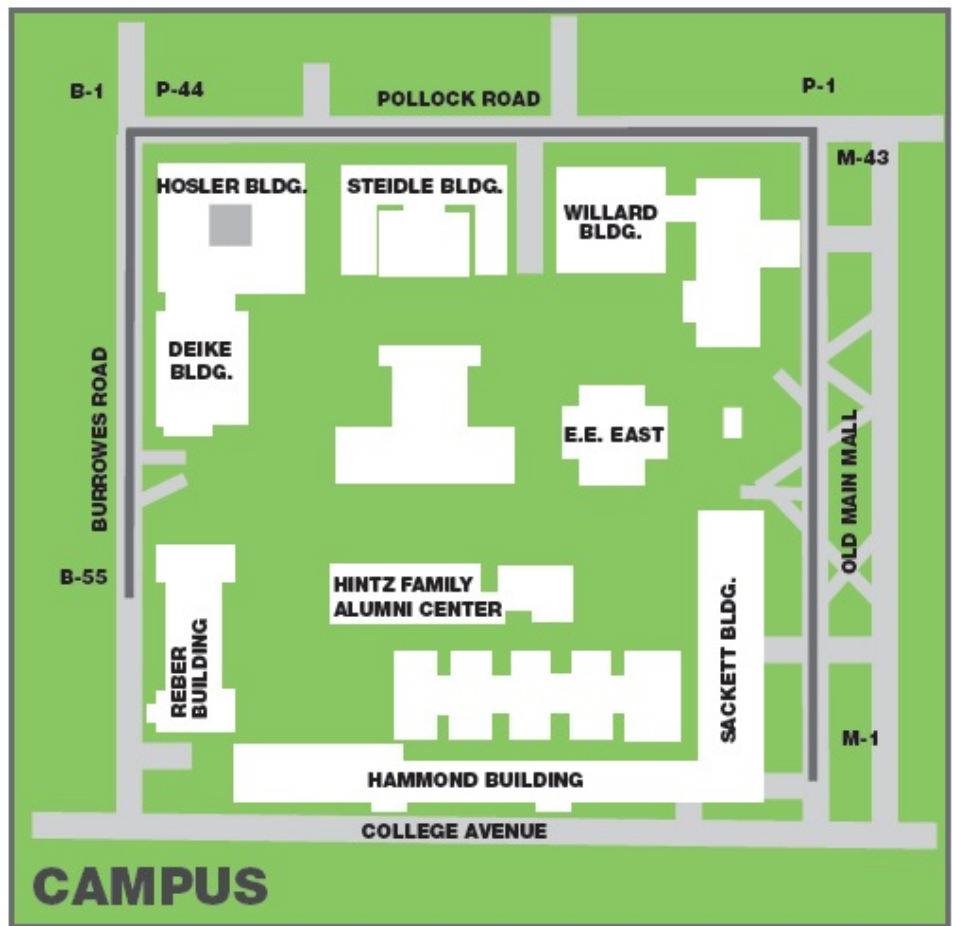 B-1
P-44
POLLOCK ROAD
P-1
M-43
HOSLER BLDG.
STEIDLE BLDG.
WILLARD
BLDG.
DEIKE
BLDG.
BURROWES ROAD
E.E. EAST
OLD MAIN MALL
B-55
HINTZ FAMILY
ALUMNI CENTER
REBER
BUILDING
SACKETT BLDG.
M-1
HAMMOND BUILDING
COLLEGE AVENUE
CAMPUS